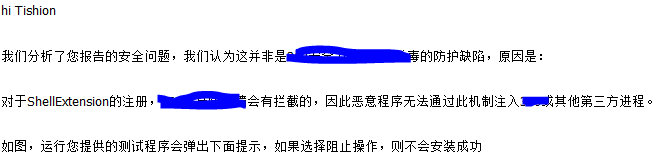 hi Tishion
我们分析了您报告的安全问题，我们认为这并非是 毒的防护缺陷，原因是：
对于ShellExtension的注册， 会有拦截的，因此恶意程序无法通过此机制注入 或其他第三方进程。
如图，运行您提供的测试程序会弹出下面提示，如果选择阻止操作，则不会安装成功